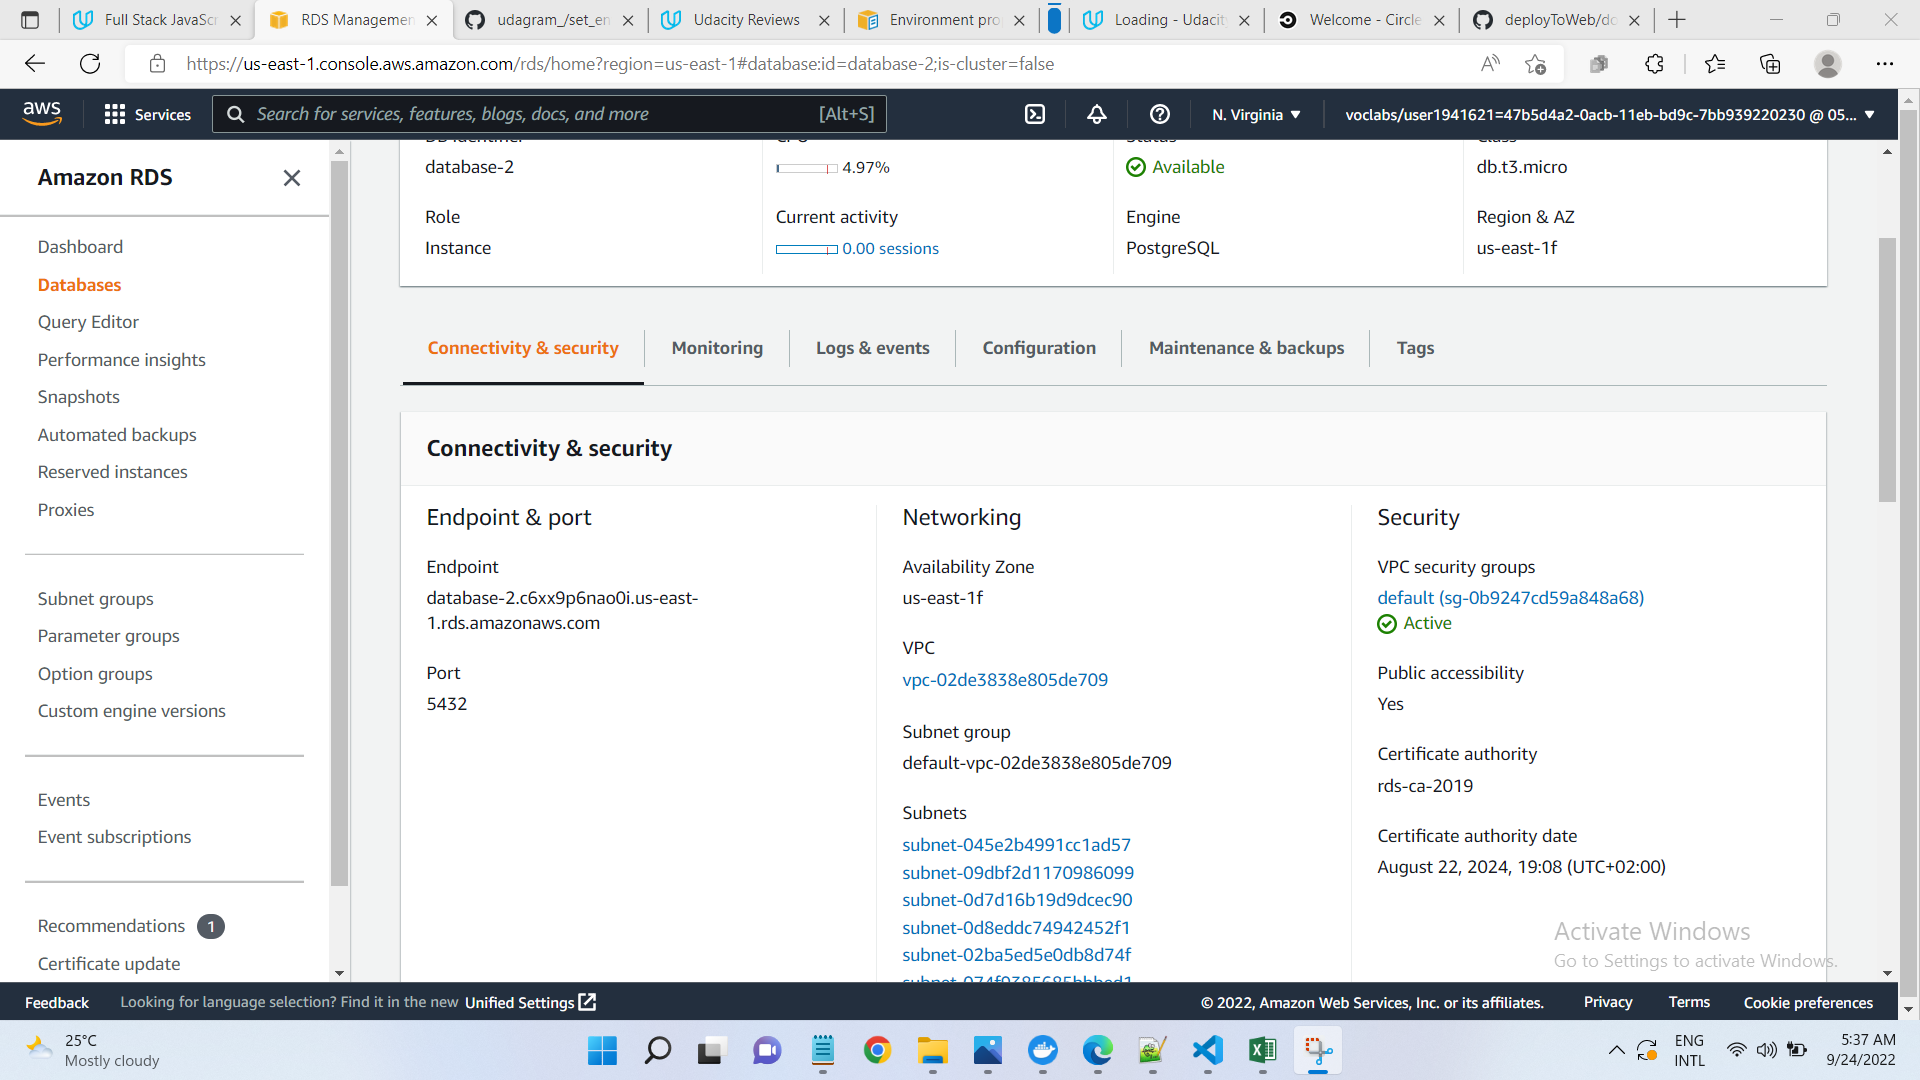 Full Stack JavaScr
RDS Managemen
udagram_/set_en
Udacity Reviews
Environment pro
Loading - Udacity
Welcome - Circle
deployToWeb/do
https://us-east-1.console.aws.amazon.com/rds/home?region=us-east-1#database:id=database-2;is-cluster=false
aws
Services
Search for services, features, blogs, docs, and more
[Alt+S]
N. Virginia
voclabs/user1941621=47b5d4a2-0acb-11eb-bd9c-7bb939220230 @ 05...
Amazon RDS
Dashboard
Databases
Query Editor
Performance insights
Snapshots
Automated backups
Reserved instances
Proxies
Subnet groups
Parameter groups
Option groups
Custom engine versions
Events
Event subscriptions
Recommendations 1
Certificate update
DB identifier
database-2
CPU
4.97%
Status
Available
Class
db.t3.micro
Role
Instance
Current activity
0.00 sessions
Engine
PostgreSQL
Region & AZ
us-east-1f
Connectivity & security
Monitoring
Logs & events
Configuration
Maintenance & backups
Tags
Connectivity & security
Endpoint & port
Endpoint
database-2.c6xx9p6nao0i.us-east-
1.rds.amazonaws.com
Port
5432
Networking
Availability Zone
us-east-1f
VPC
vpc-02de3838e805de709
Subnet group
default-vpc-02de3838e805de709
Subnets
subnet-045e2b4991cc1ad57
subnet-09dbf2d1170986099
subnet-0d7d16b19d9dcec90
subnet-0d8eddc74942452f1
subnet-02ba5ed5e0db8d74f
Security
VPC security groups
default (sg-0b9247cd59a848a68)
Active
Public accessibility
Yes
Certificate authority
rds-ca-2019
Certificate authority date
August 22, 2024, 19:08 (UTC+02:00)
Activate Windows
Go to Settings to activate Windows.
Feedback
Looking for language selection? Find it in the new Unified Settings
© 2022, Amazon Web Services, Inc. or its affiliates.
Privacy
Terms
Cookie preferences
25°C
Mostly cloudy
ENG
INTL
5:37 AM
9/24/2022